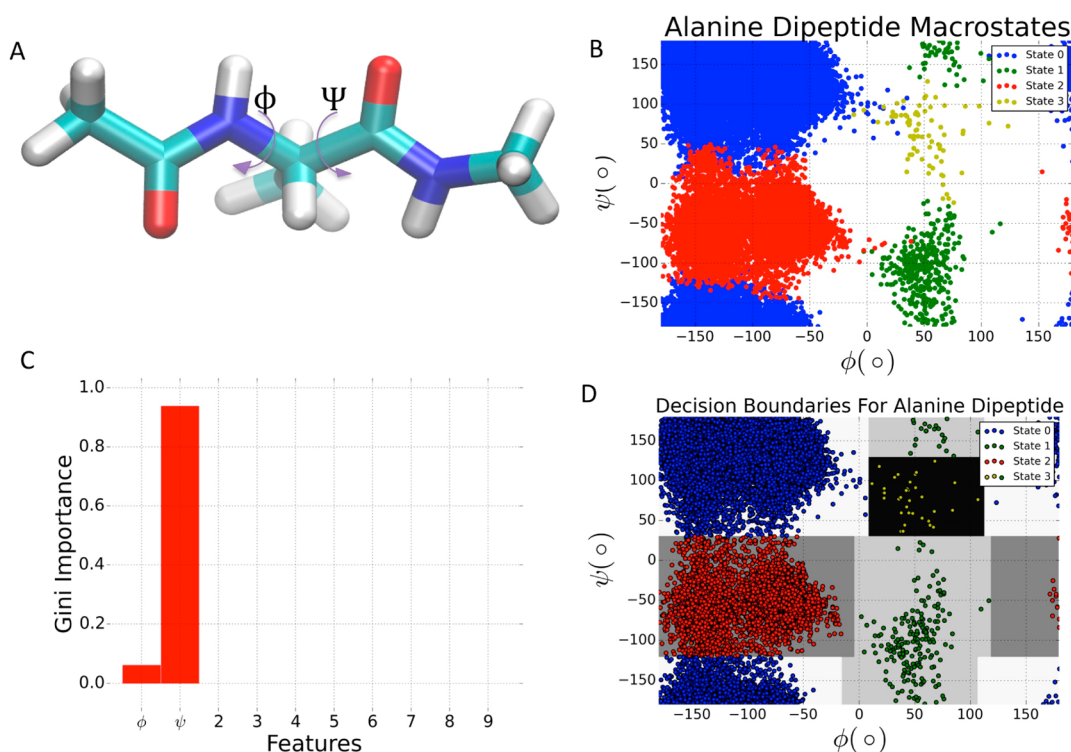 A
ϕ
Ψ
B
Alanine Dipeptide Macrostates
State 0
State 1
State 2
State 3
150
100
50
0
−50
−100
−150
ψ(○)
−150 −100 −50 0 50 100 150
ϕ(○)
C
1.0
0.8
0.6
0.4
0.2
0.0
Gini Importance
ϕ ψ 2 3 4 5 6 7 8 9
Features
D
Decision Boundaries For Alanine Dipeptide
State 0
State 1
State 2
State 3
150
100
50
0
−50
−100
−150
ψ(○)
−150 −100 −50 0 50 100 150
ϕ(○)